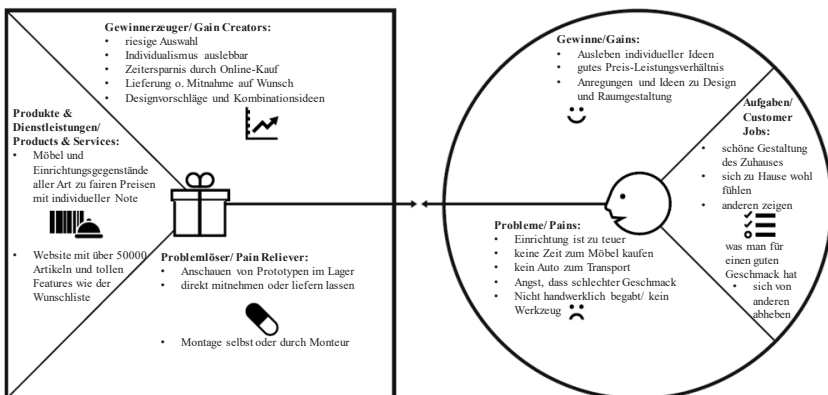 Gewinnerzeuger/ Gain Creators:
• riesige Auswahl
• Individualismus auslebbar
• Zeitersparnis durch Online-Kauf
• Lieferung o. Mitnahme auf Wunsch
• Designvorschläge und Kombinationsideen
Produkte &
Dienstleistungen/
Products & Services:
• Möbel und
Einrichtungsgegenstände
aller Art zu fairen Preisen
mit individueller Note
• Website mit über 50000
Artikeln und tollen
Features wie der
Wunschliste
Problemlöser/ Pain Reliever:
• Anschauen von Prototypen im Lager
• direkt mitnehmen oder liefern lassen
• Montage selbst oder durch Monteur
Gewinne/Gains:
• Ausleben individueller Ideen
• gutes Preis-Leistungsverhältnis
• Anregungen und Ideen zu Design
und Raumgestaltung
Aufgaben/
Customer
Jobs:
• schöne Gestaltung
des Zuhauses
• sich zu Hause wohl
fühlen
• anderen zeigen
was man für
einen guten
Geschmack hat
• sich von
anderen
abheben
Probleme/ Pains:
• Einrichtung ist zu teuer
• keine Zeit zum Möbel kaufen
• kein Auto zum Transport
• Angst, dass schlechter Geschmack
• Nicht handwerklich begabt/ kein
Werkzeug